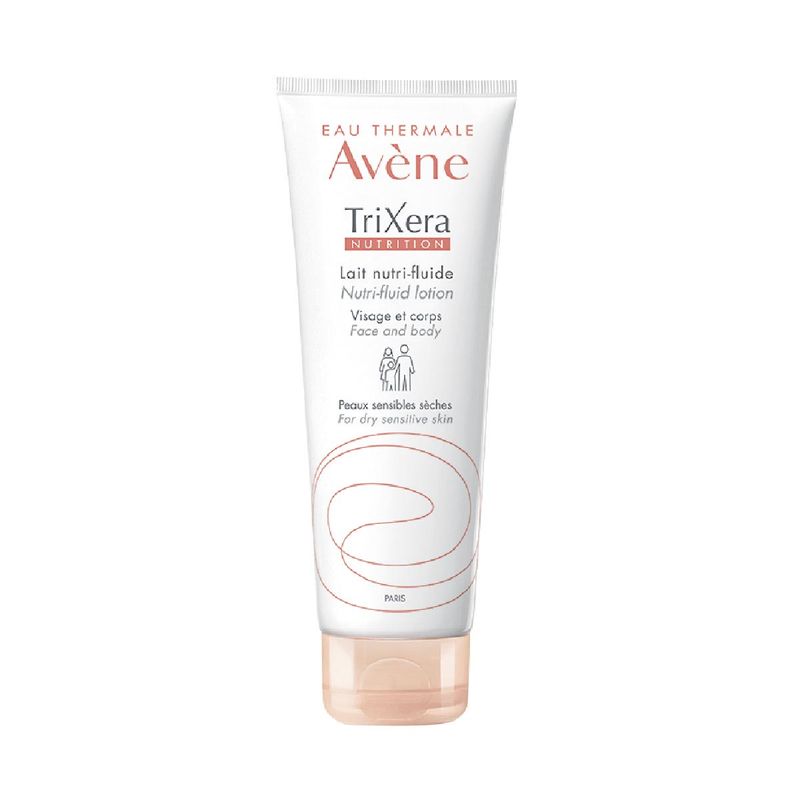 EAU THERMALE
Avène
TriXera
NUTRITION
Lait nutri-fluide
Nutri-fluid lotion
Visage et corps
Face and body
Peaux sensibles sèches
For dry sensitive skin
PARIS